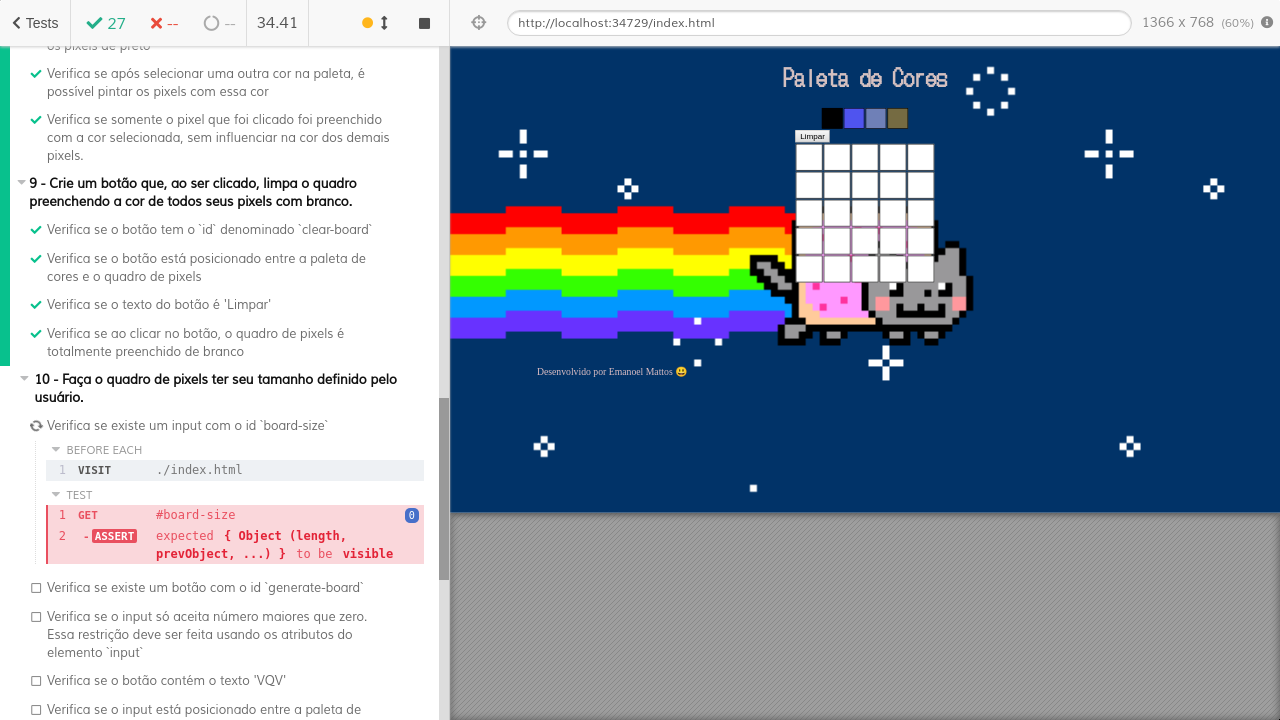 Tests
27
--
--
34.41
http://localhost:34729/index.html
1366 x 768 (60%)
os pixels de preto
Verifica se após selecionar uma outra cor na paleta, é
possível pintar os pixels com essa cor
Verifica se somente o pixel que foi clicado foi preenchido
com a cor selecionada, sem influenciar na cor dos demais
pixels.
9 - Crie um botão que, ao ser clicado, limpa o quadro
preenchendo a cor de todos seus pixels com branco.
Verifica se o botão tem o `id` denominado `clear-board`
Verifica se o botão está posicionado entre a paleta de
cores e o quadro de pixels
Verifica se o texto do botão é 'Limpar'
Verifica se ao clicar no botão, o quadro de pixels é
totalmente preenchido de branco
10 - Faça o quadro de pixels ter seu tamanho definido pelo
usuário.
Verifica se existe um input com o id `board-size`
BEFORE EACH
1 VISIT ./index.html
TEST
1 GET #board-size 0
2 -ASSERT expected { Object (length,
prevObject, ...) } to be visible
Verifica se existe um botão com o id `generate-board`
Verifica se o input só aceita número maiores que zero.
Essa restrição deve ser feita usando os atributos do
elemento `input`
Verifica se o botão contém o texto 'VQV'
Verifica se o input está posicionado entre a paleta de
Paleta de Cores
Limpar
Desenvolvido por Emanoel Mattos 😃